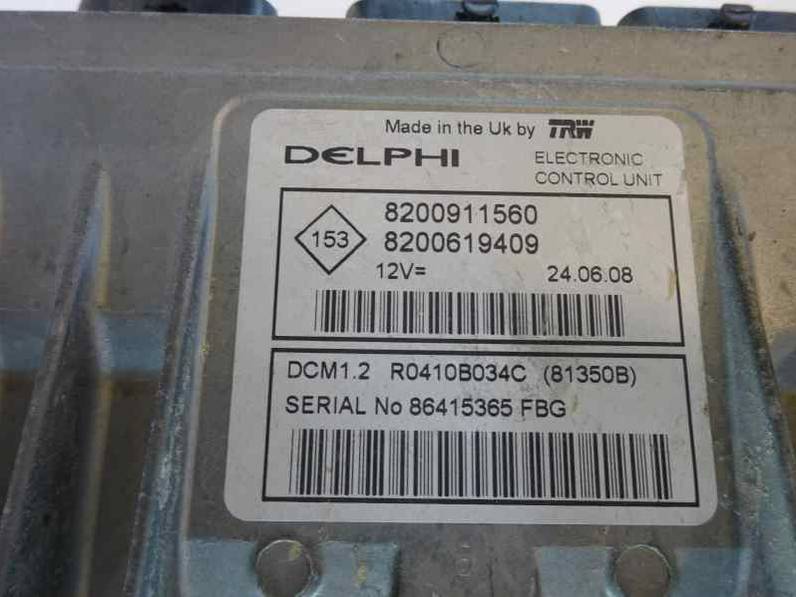 Made in the Uk by TRW
DELPHI ELECTRONIC
CONTROL UNIT
153
8200911560
8200619409
12V= 24.06.08
DCM1.2 R0410B034C (81350B)
SERIAL No 86415365 FBG